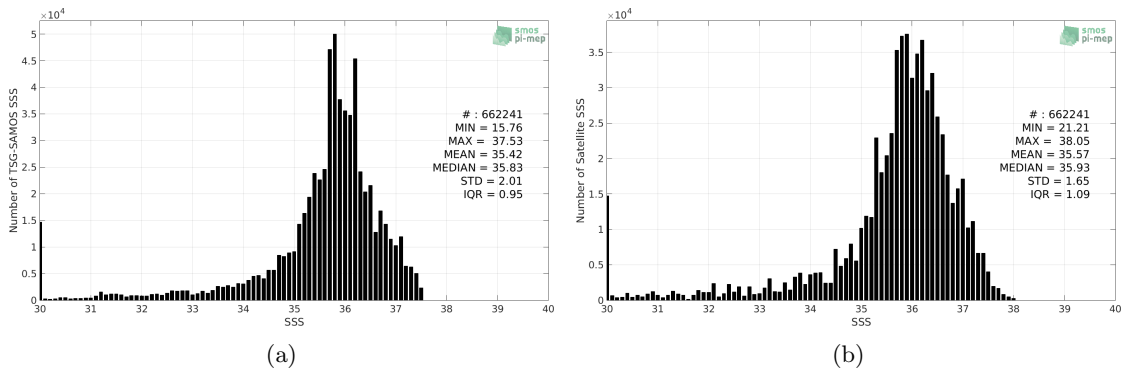 ×10⁴
5
4.5
4
3.5
3
2.5
2
1.5
1
0.5
0
Number of TSG-SAMOS SSS
smos
pi-mep
# : 662241
MIN = 15.76
MAX = 37.53
MEAN = 35.42
MEDIAN = 35.83
STD = 2.01
IQR = 0.95
30 31 32 33 34 35 36 37 38 39 40
SSS
(a)
×10⁴
3.5
3
2.5
2
1.5
1
0.5
0
Number of Satellite SSS
smos
pi-mep
# : 662241
MIN = 21.21
MAX = 38.05
MEAN = 35.57
MEDIAN = 35.93
STD = 1.65
IQR = 1.09
30 31 32 33 34 35 36 37 38 39 40
SSS
(b)